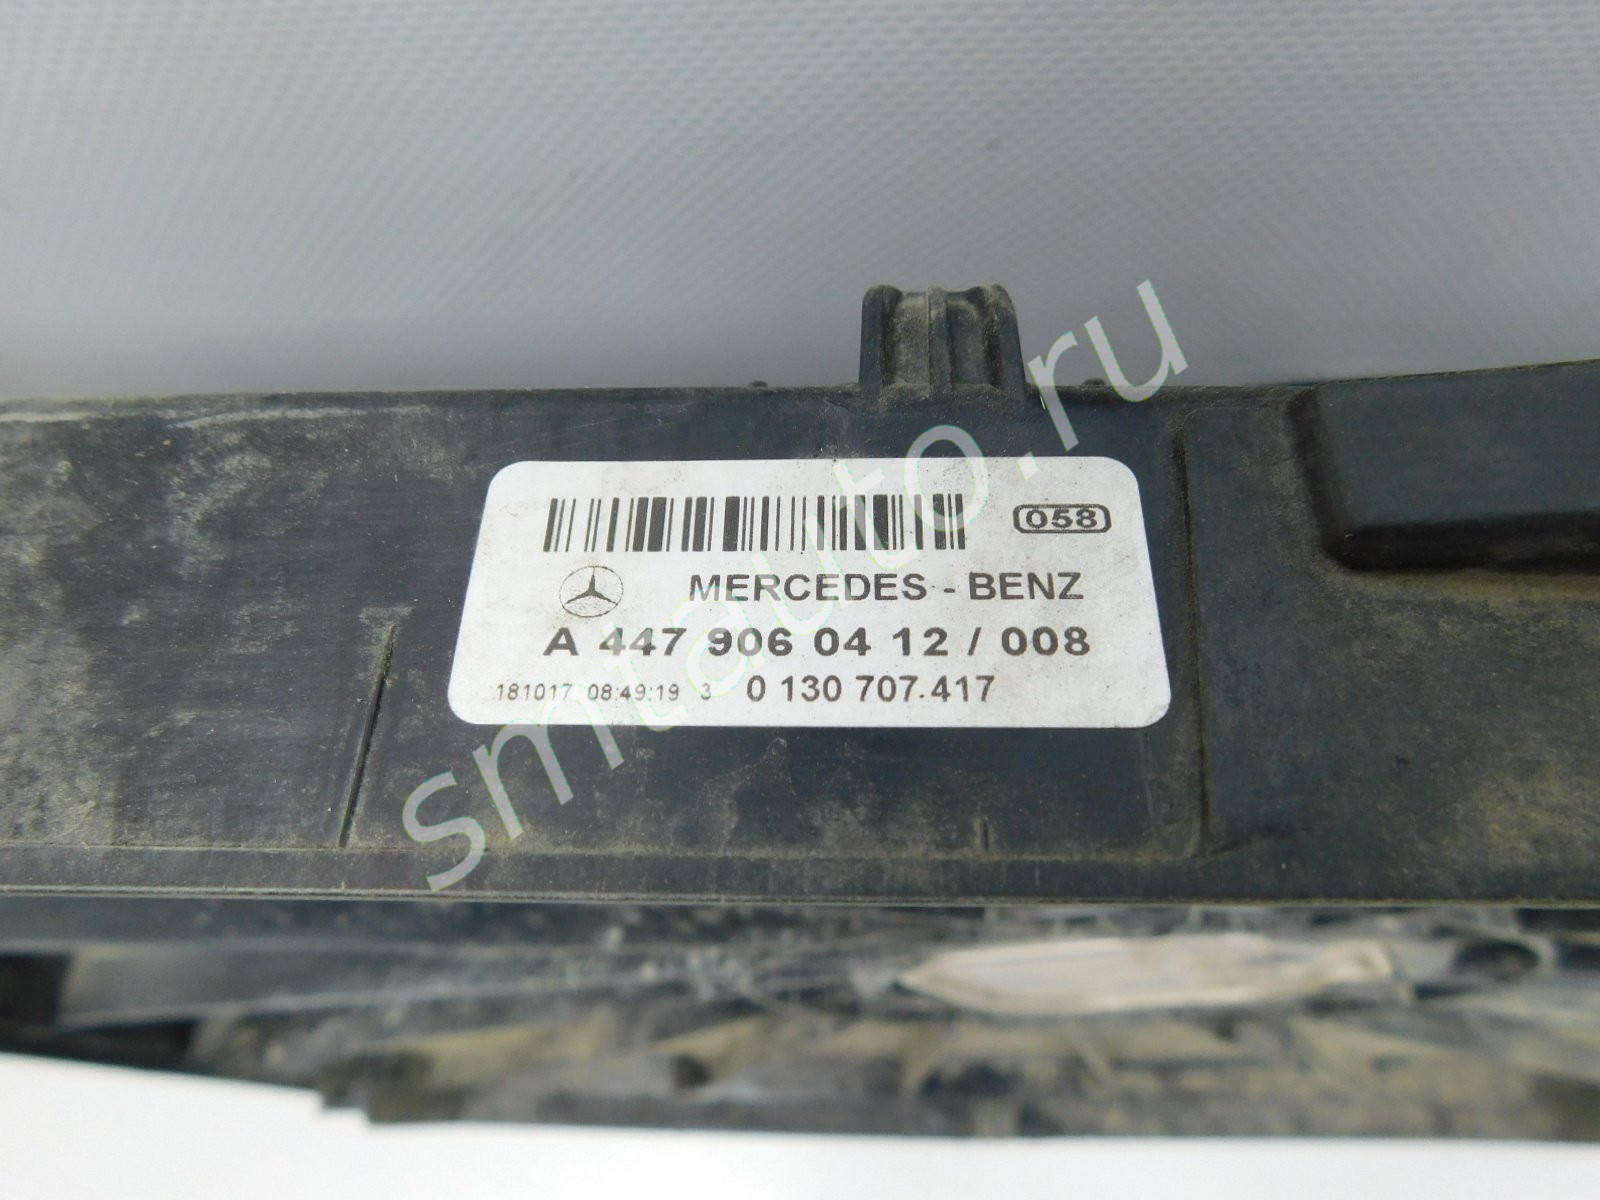 058
MERCEDES - BENZ
A 447 906 04 12 / 008
181017 08:49:19 3 0 130 707.417
smtauto.ru